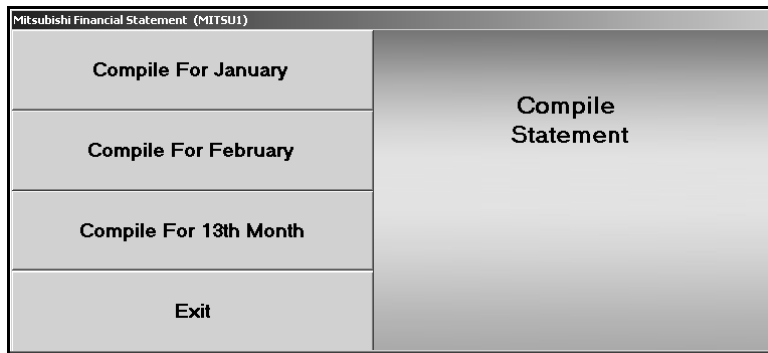 Mitsubishi Financial Statement (MITSU1)
Compile For January
Compile For February
Compile For 13th Month
Exit
Compile
Statement